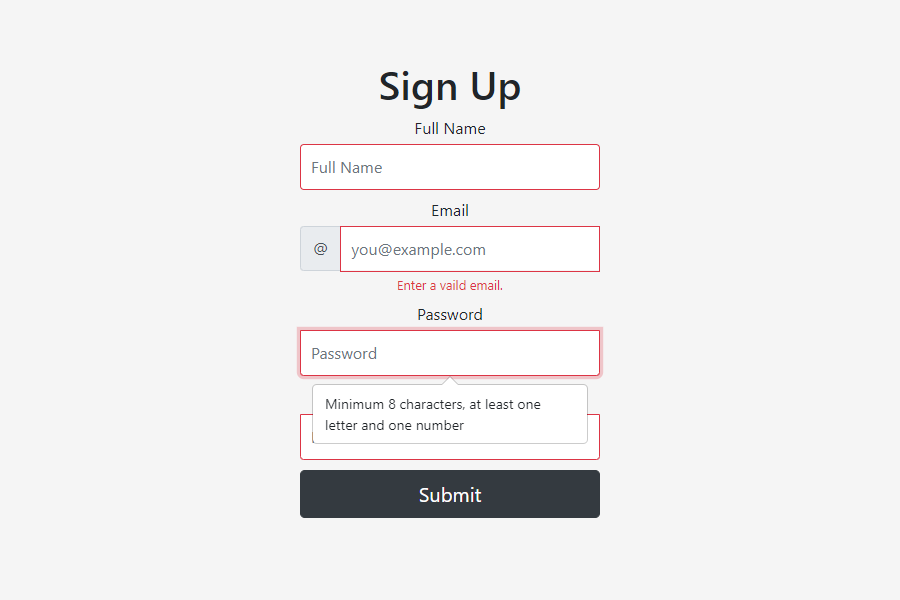 Sign Up
Full Name
Full Name
Email
@ you@example.com
Enter a vaild email.
Password
Password
Minimum 8 characters, at least one
letter and one number
Submit